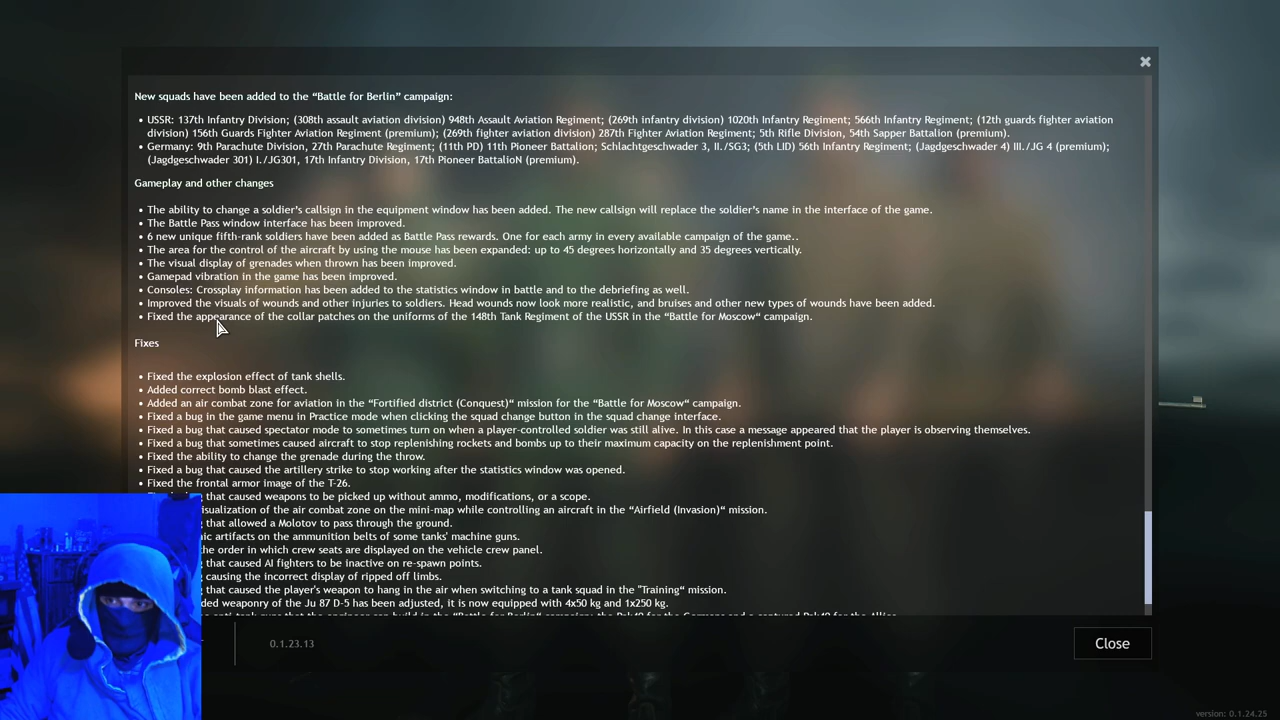 New squads have been added to the “Battle for Berlin” campaign:
• USSR: 137th Infantry Division; (308th assault aviation division) 948th Assault Aviation Regiment; (269th infantry division) 1020th Infantry Regiment; 566th Infantry Regiment; (12th guards fighter aviation
division) 156th Guards Fighter Aviation Regiment (premium); (269th fighter aviation division) 287th Fighter Aviation Regiment; 5th Rifle Division, 54th Sapper Battalion (premium).
• Germany: 9th Parachute Division, 27th Parachute Regiment; (11th PD) 11th Pioneer Battalion; Schlachtgeschwader 3, II./SG3; (5th LID) 56th Infantry Regiment; (Jagdgeschwader 4) III./JG 4 (premium);
(Jagdgeschwader 301) I./JG301, 17th Infantry Division, 17th Pioneer BattalioN (premium).
Gameplay and other changes
• The ability to change a soldier's callsign in the equipment window has been added. The new callsign will replace the soldier's name in the interface of the game.
• The Battle Pass window interface has been improved.
• 6 new unique fifth-rank soldiers have been added as Battle Pass rewards. One for each army in every available campaign of the game..
• The area for the control of the aircraft by using the mouse has been expanded: up to 45 degrees horizontally and 35 degrees vertically.
• The visual display of grenades when thrown has been improved.
• Gamepad vibration in the game has been improved.
• Consoles: Crossplay information has been added to the statistics window in battle and to the debriefing as well.
• Improved the visuals of wounds and other injuries to soldiers. Head wounds now look more realistic, and bruises and other new types of wounds have been added.
• Fixed the appearance of the collar patches on the uniforms of the 148th Tank Regiment of the USSR in the “Battle for Moscow“ campaign.
Fixes
• Fixed the explosion effect of tank shells.
• Added correct bomb blast effect.
• Added an air combat zone for aviation in the “Fortified district (Conquest)“ mission for the “Battle for Moscow“ campaign.
• Fixed a bug in the game menu in Practice mode when clicking the squad change button in the squad change interface.
• Fixed a bug that caused spectator mode to sometimes turn on when a player-controlled soldier was still alive. In this case a message appeared that the player is observing themselves.
• Fixed a bug that sometimes caused aircraft to stop replenishing rockets and bombs up to their maximum capacity on the replenishment point.
• Fixed the ability to change the grenade during the throw.
• Fixed a bug that caused the artillery strike to stop working after the statistics window was opened.
• Fixed the frontal armor image of the T-26.
that caused weapons to be picked up without ammo, modifications, or a scope.
of the air combat zone on the mini-map while controlling an aircraft in the “Airfield (Invasion)“ mission.
that allowed a Molotov to pass through the ground.
artifacts on the ammunition belts of some tanks' machine guns.
the order in which crew seats are displayed on the vehicle crew panel.
that caused AI fighters to be inactive on re-spawn points.
causing the incorrect display of ripped off limbs.
that caused the player's weapon to hang in the air when switching to a tank squad in the "Training“ mission.
weaponry of the Ju 87 D-5 has been adjusted, it is now equipped with 4x50 kg and 1x250 kg.
0.1.23.13
Close
version: 0.1.24.25